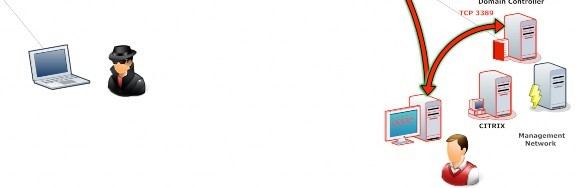 Domain Controller
TCP 3389
CITRIX
Management
Network